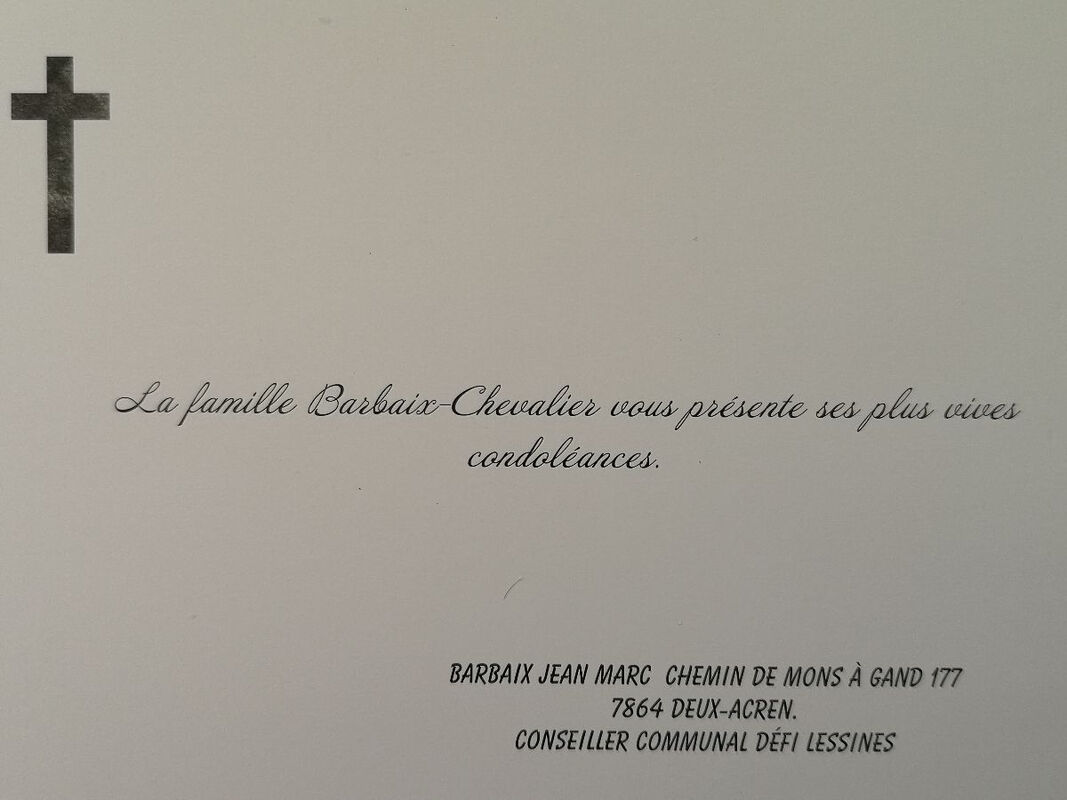 La famille Barbaix-Chevalier vous présente ses plus vives
condoléances.
BARBAIX JEAN MARC CHEMIN DE MONS À GAND 177
7864 DEUX-ACREN.
CONSEILLER COMMUNAL DÉFI LESSINES